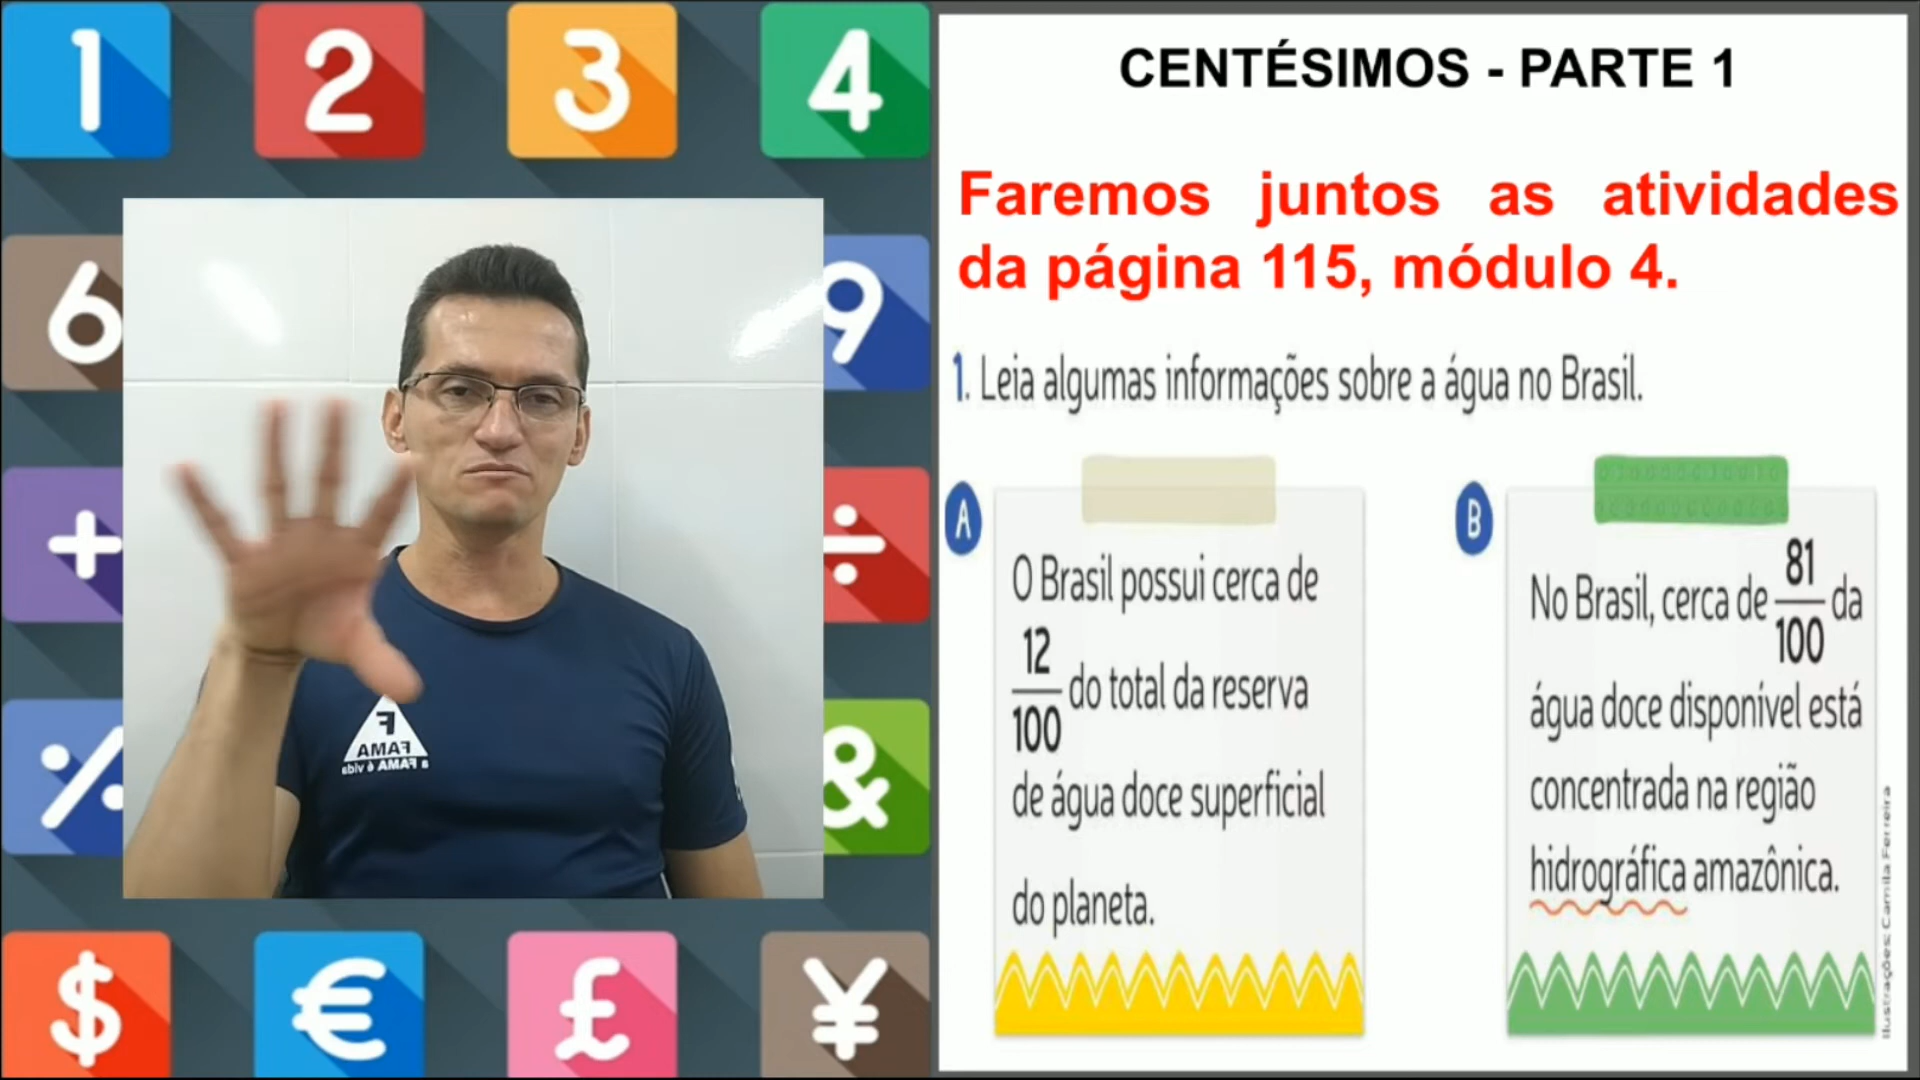 1 2 3 4
6 9
+ ÷
% &
$ € £ ¥
F
FAMA
a FAMA é vida
CENTÉSIMOS - PARTE 1
Faremos juntos as atividades
da página 115, módulo 4.
1. Leia algumas informações sobre a água no Brasil.
A
O Brasil possui cerca de
12
100 do total da reserva
de água doce superficial
do planeta.
B
No Brasil, cerca de 81/100 da
água doce disponível está
concentrada na região
hidrográfica amazônica.
Ilustrações: Camila Ferreira